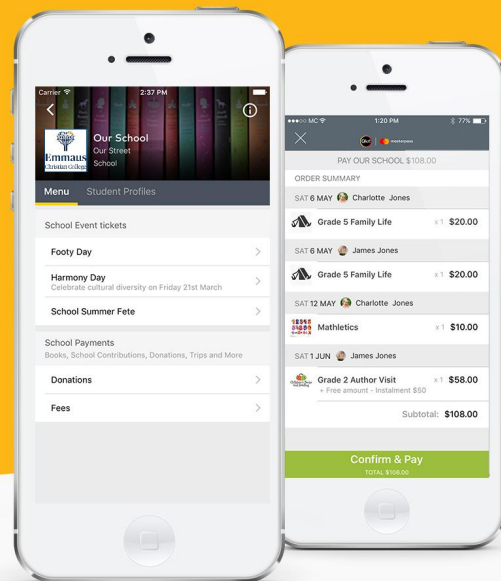 Carrier 2:37 PM
Our School
Our Street
School
Emmaus
Christian College
Menu Student Profiles
School Event tickets
Footy Day
Harmony Day
Celebrate cultural diversity on Friday 21st March
School Summer Fete
School Payments
Books, School Contributions, Donations, Trips and More
Donations
Fees
MC 1:20 PM 77%
Qkr! masterpass
PAY OUR SCHOOL $108.00
ORDER SUMMARY
SAT 6 MAY Charlotte Jones
Grade 5 Family Life x 1 $20.00
SAT 6 MAY James Jones
Grade 5 Family Life x 1 $20.00
SAT 12 MAY Charlotte Jones
Mathletics x 1 $10.00
SAT 1 JUN James Jones
Grade 2 Author Visit x 1 $58.00
+ Free amount - Instalment $50
Subtotal: $108.00
Confirm & Pay
TOTAL $108.00